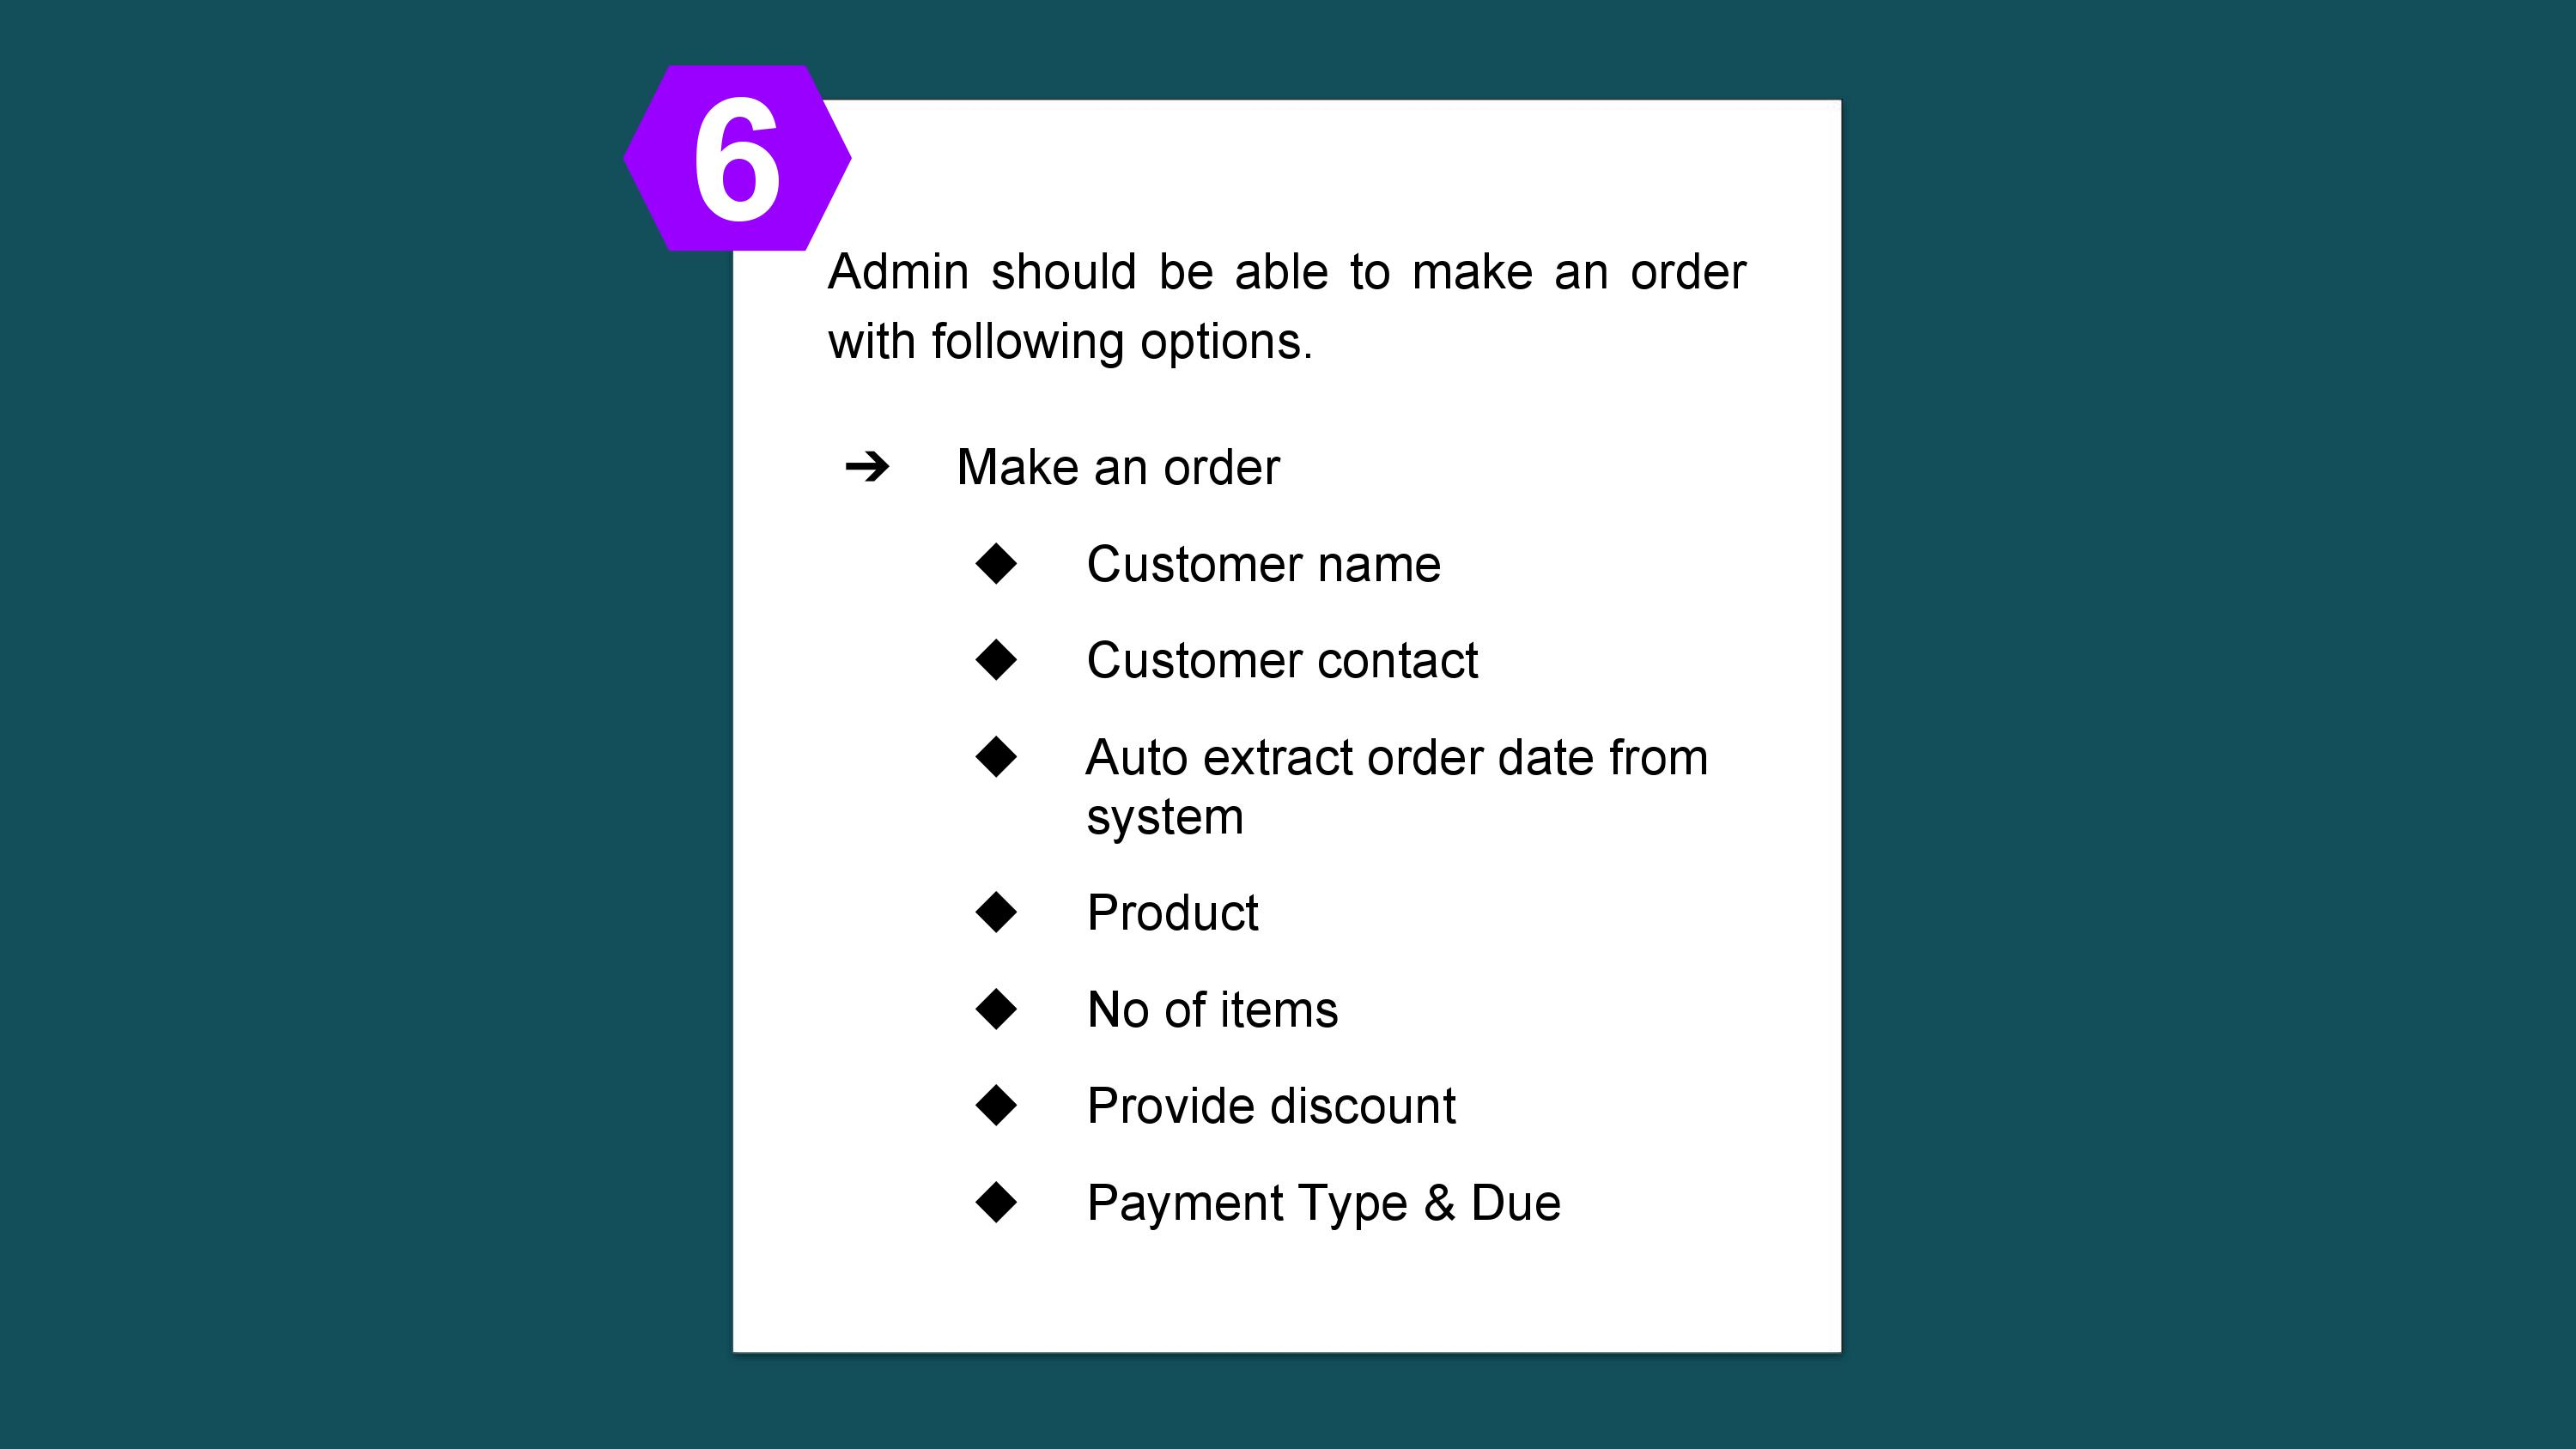 6
Admin should be able to make an order
with following options.
➔ Make an order
◆ Customer name
◆ Customer contact
◆ Auto extract order date from
system
◆ Product
◆ No of items
◆ Provide discount
◆ Payment Type & Due